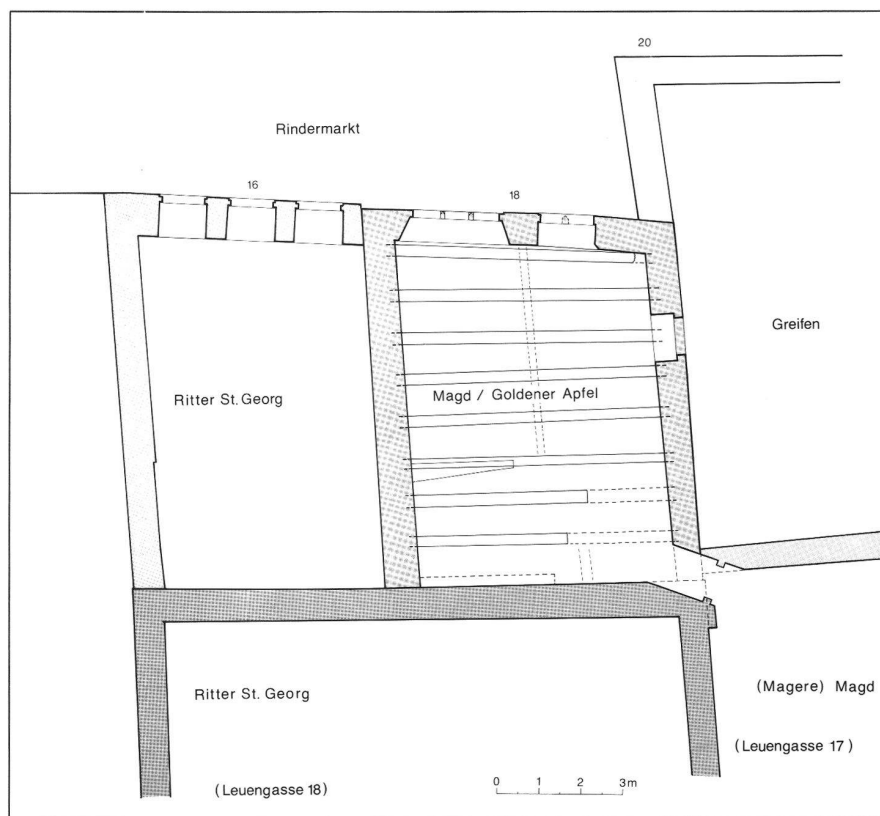 20
Rindermarkt
16
18
Greifen
Ritter St. Georg
Magd / Goldener Apfel
Ritter St. Georg
(Magere) Magd
(Leuengasse 17)
(Leuengasse 18)
0 1 2 3m